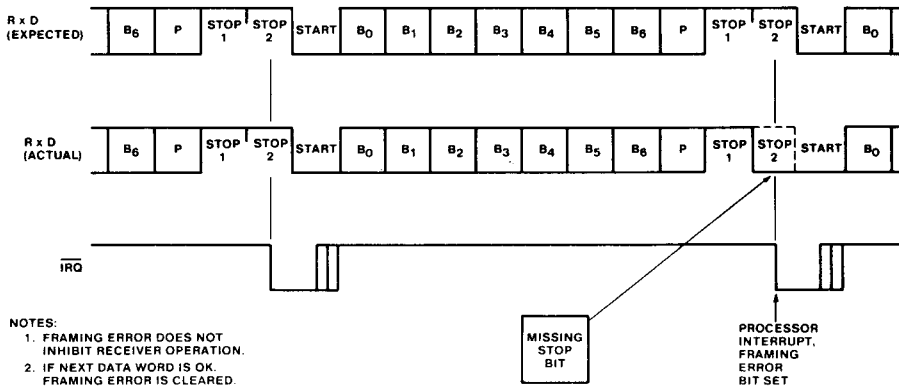 R x D
(EXPECTED)
B6 P STOP 1 STOP 2 START B0 B1 B2 B3 B4 B5 B6 P STOP 1 STOP 2 START B0
R x D
(ACTUAL)
B6 P STOP 1 STOP 2 START B0 B1 B2 B3 B4 B5 B6 P STOP 1 STOP 2 START B0
IRQ
NOTES:
1. FRAMING ERROR DOES NOT
INHIBIT RECEIVER OPERATION.
2. IF NEXT DATA WORD IS OK.
FRAMING ERROR IS CLEARED.
MISSING
STOP
BIT
PROCESSOR
INTERRUPT,
FRAMING
ERROR
BIT SET